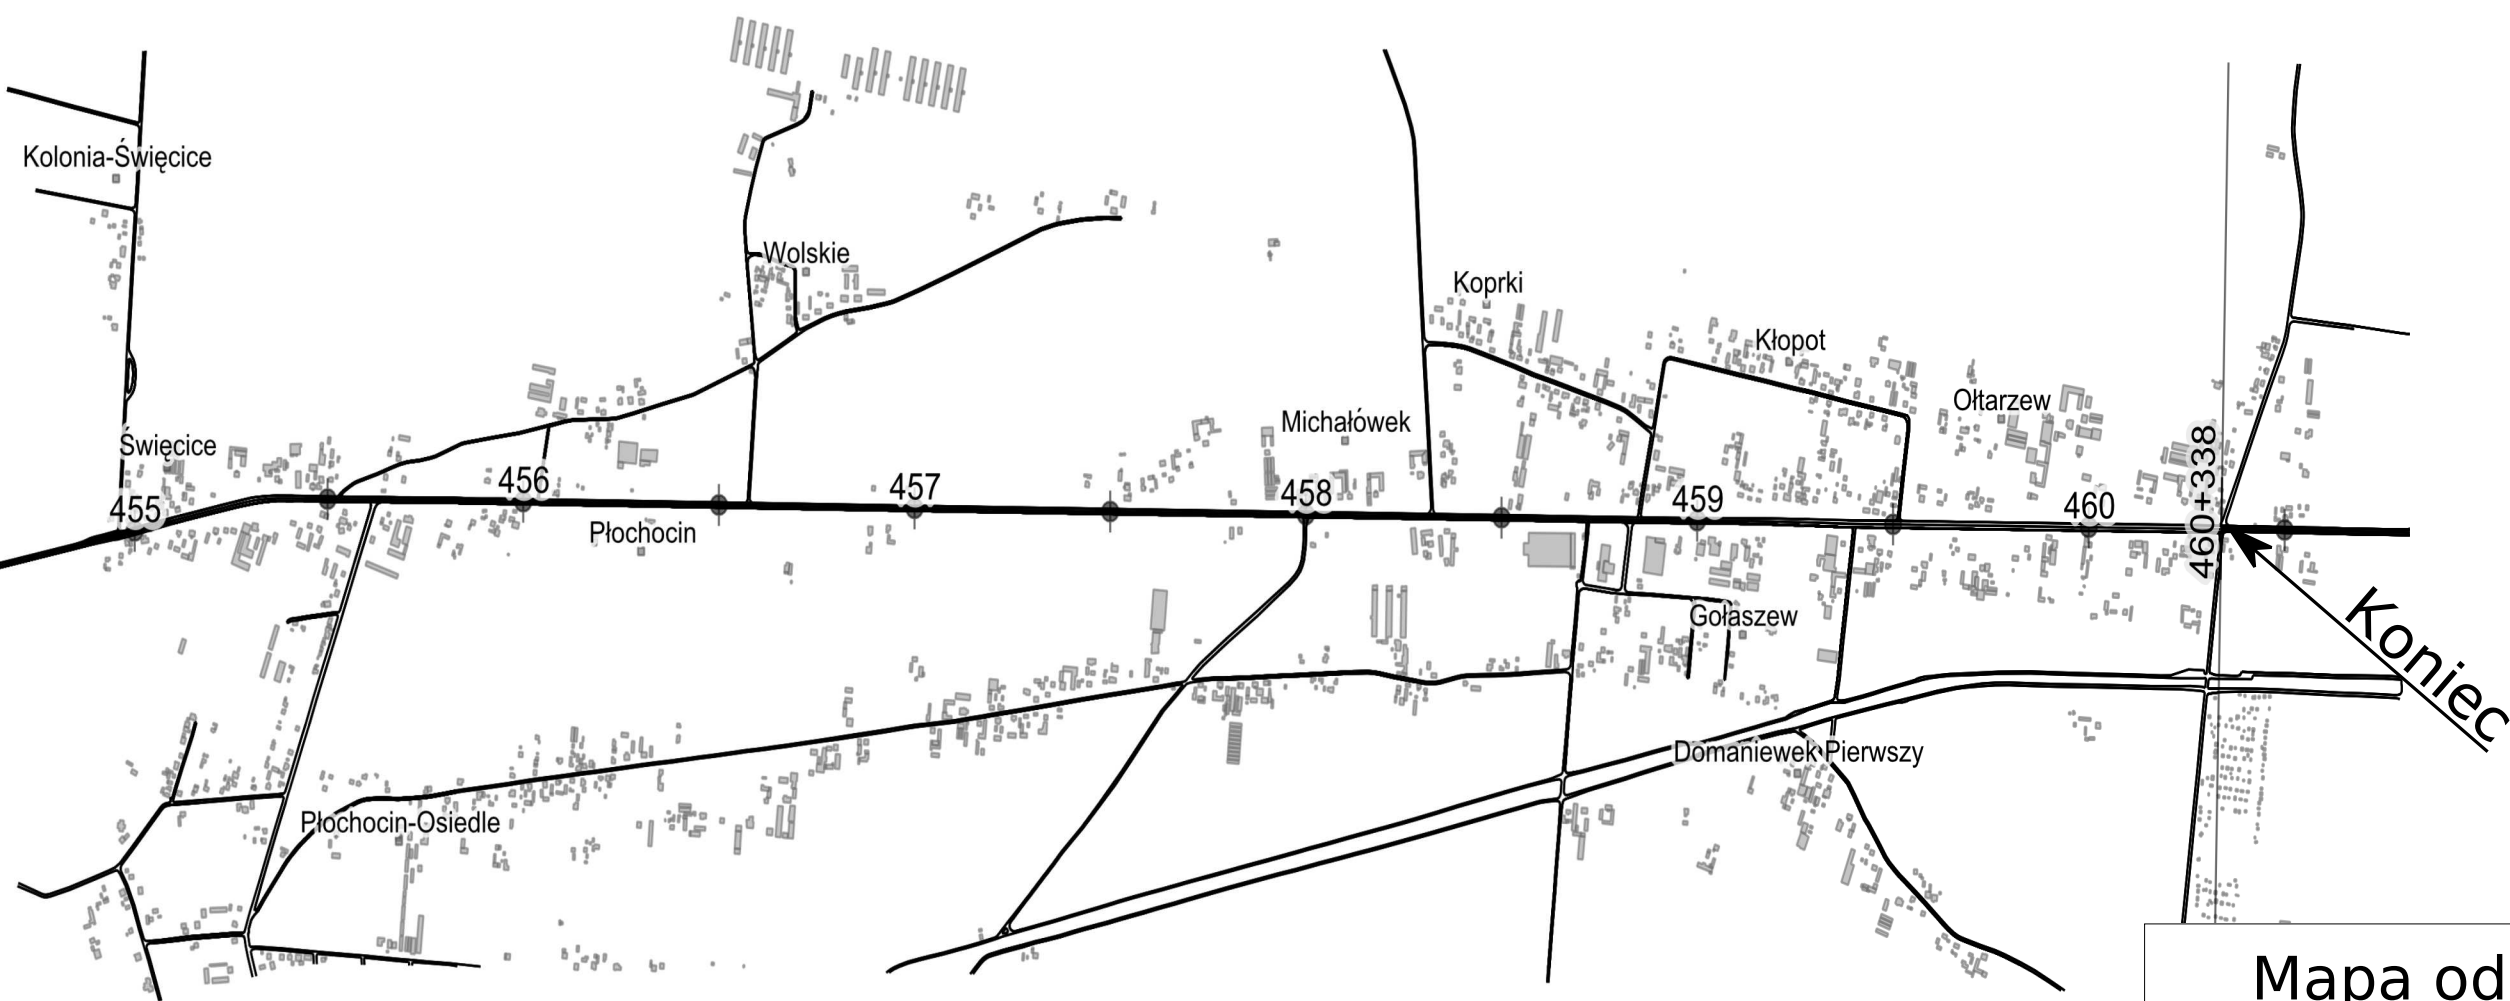 Kolonia-Święcice
Wolskie
Koprki
Kłopot
Ołtarzew
Michałówek
Święcice
455
456
457
458
459
460
460+338
Płochocin
Gołaszew
Koniec
Domaniewek Pierwszy
Płochocin-Osiedle
Mapa od